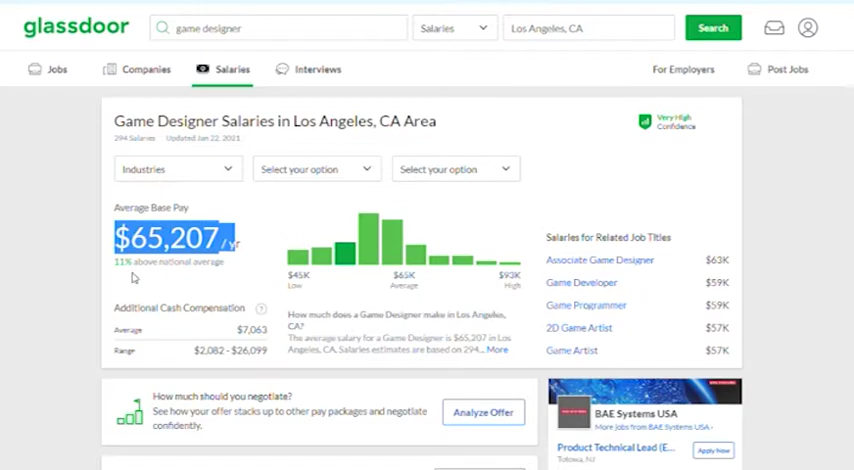 glassdoor
game designer
Salaries
Los Angeles, CA
Search
Jobs
Companies
Salaries
Interviews
For Employers
Post Jobs
Game Designer Salaries in Los Angeles, CA Area
294 Salaries Updated Jan 22, 2021
Very High
Confidence
Industries
Select your option
Select your option
Average Base Pay
$65,207 / yr
11% above national average
Additional Cash Compensation ?
Average $7,063
Range $2,082 - $26,099
$45K $65K $93K
Low Average High
How much does a Game Designer make in Los Angeles,
CA?
The average salary for a Game Designer is $65,207 in Los
Angeles, CA. Salaries estimates are based on 294... More
Salaries for Related Job Titles
Associate Game Designer $63K
Game Developer $59K
Game Programmer $59K
2D Game Artist $57K
Game Artist $57K
How much should you negotiate?
See how your offer stacks up to other pay packages and negotiate
confidently.
Analyze Offer
BAE Systems USA
More jobs from BAE Systems USA ›
Product Technical Lead (E...
Totowa, NJ
Apply Now